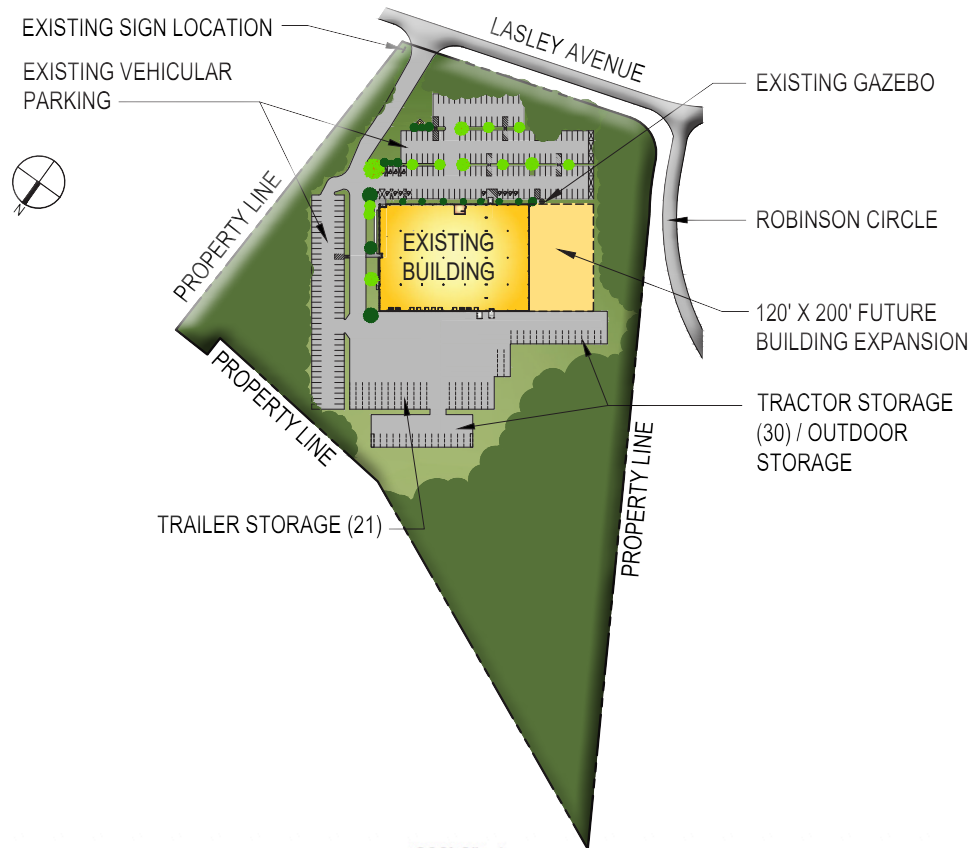 EXISTING SIGN LOCATION
LASLEY AVENUE
EXISTING VEHICULAR
PARKING
EXISTING GAZEBO
N
PROPERTY LINE
ROBINSON CIRCLE
EXISTING
BUILDING
120' X 200' FUTURE
BUILDING EXPANSION
PROPERTY LINE
TRACTOR STORAGE
(30) / OUTDOOR
STORAGE
TRAILER STORAGE (21)
PROPERTY LINE